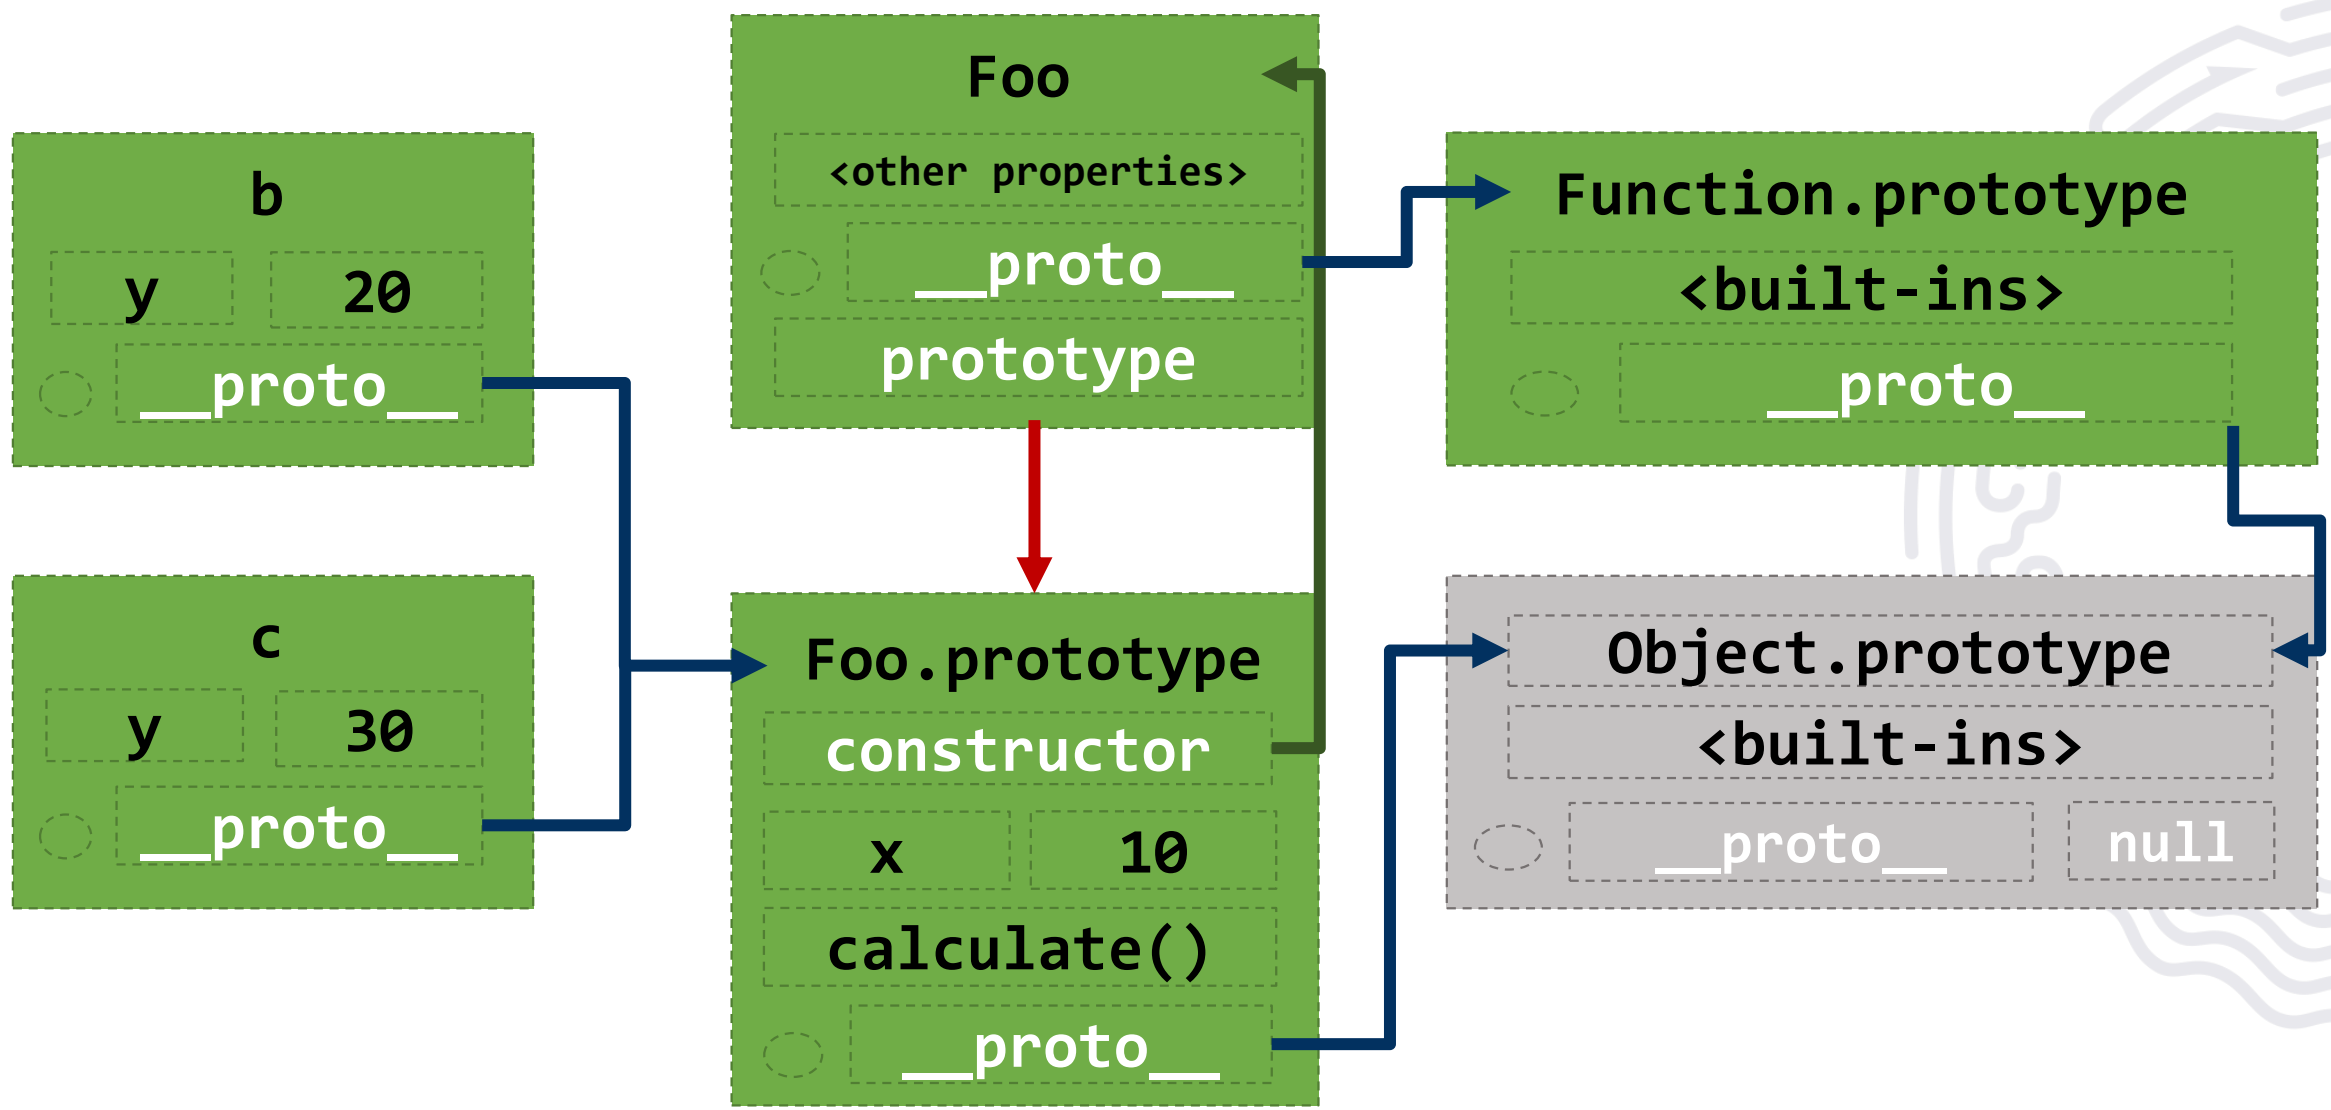 b
y 20
__proto__
c
y 30
__proto__
Foo
<other properties>
__proto__
prototype
Foo.prototype
constructor
x 10
calculate()
__proto__
Function.prototype
<built-ins>
__proto__
Object.prototype
<built-ins>
__proto__ null